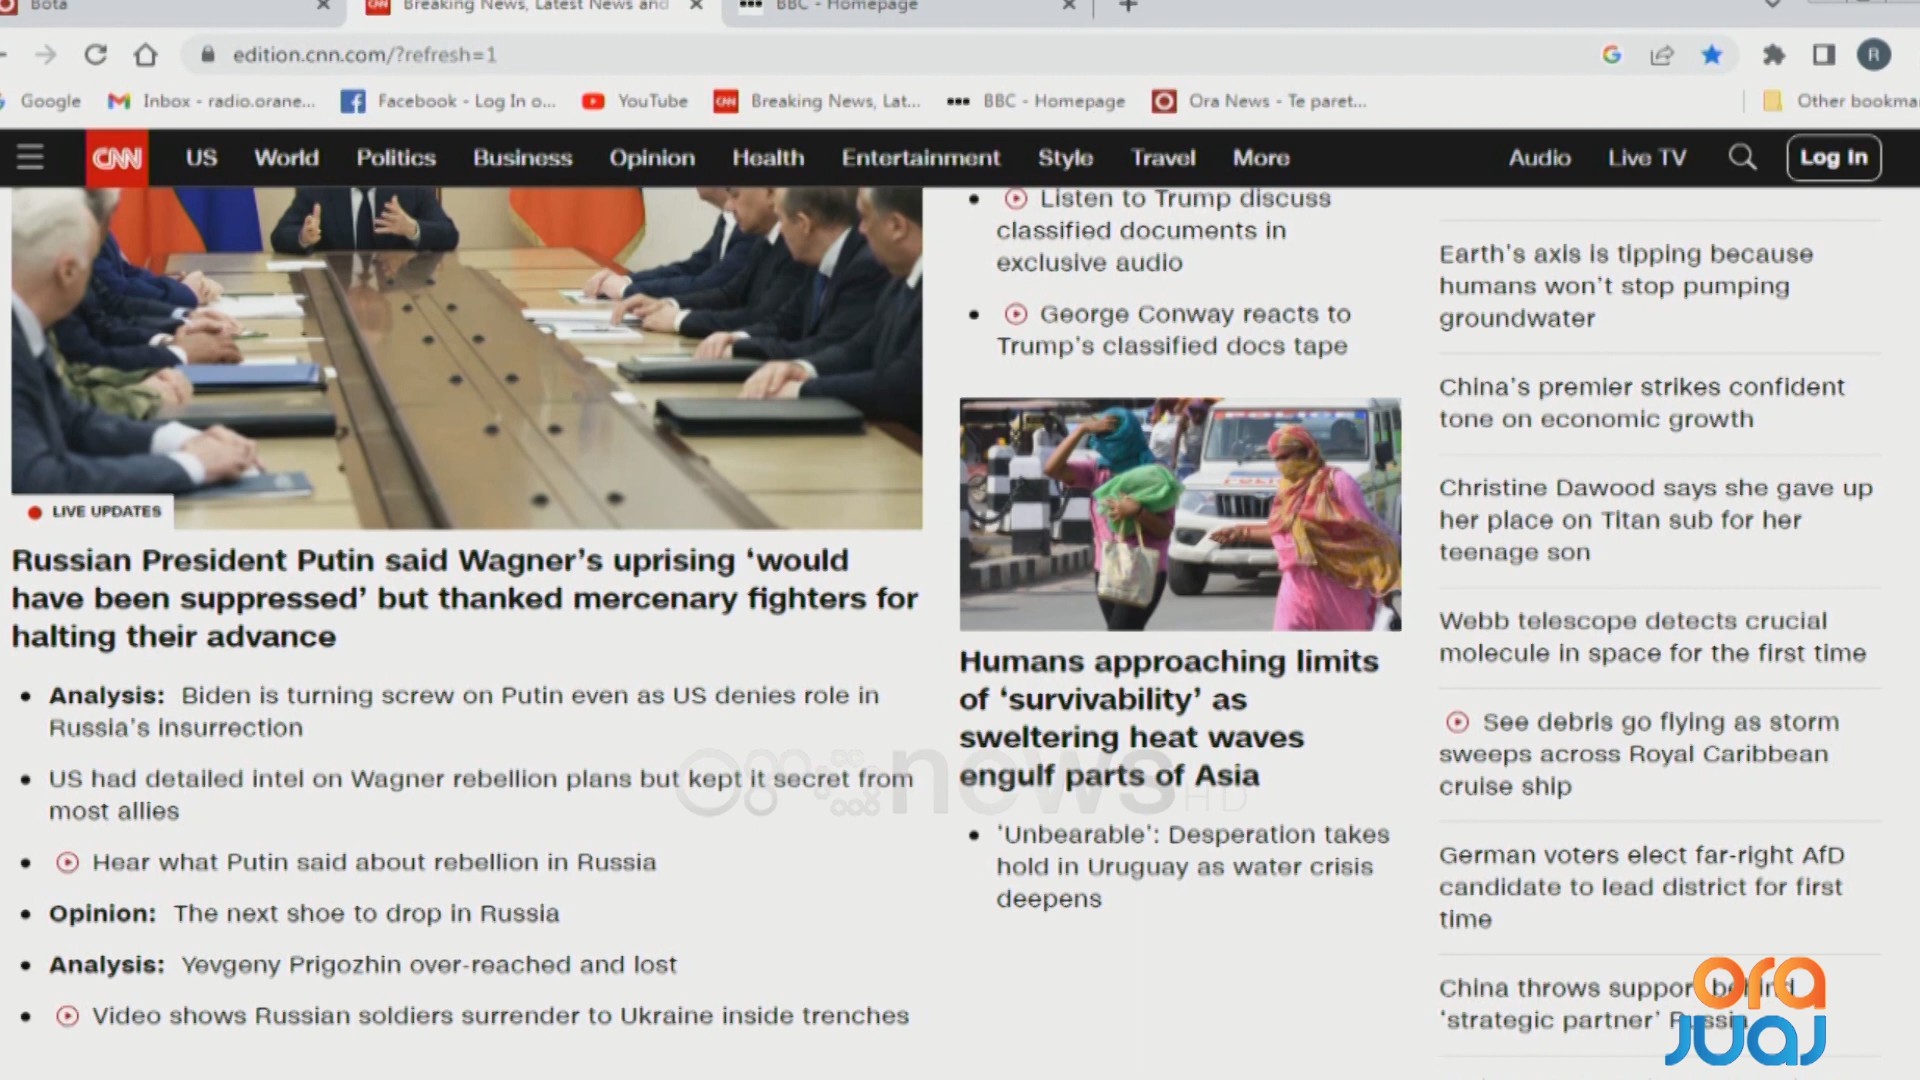 Bota
Breaking News, Latest News and
BBC - Homepage
edition.cnn.com/?refresh=1
R
Google
Inbox - radio.orane...
Facebook - Log In o...
YouTube
Breaking News, Lat...
BBC - Homepage
Ora News - Te paret...
Other bookma
CNN
US
World
Politics
Business
Opinion
Health
Entertainment
Style
Travel
More
Audio
Live TV
Log In
LIVE UPDATES
Russian President Putin said Wagner’s uprising ‘would
have been suppressed’ but thanked mercenary fighters for
halting their advance
Analysis: Biden is turning screw on Putin even as US denies role in
Russia’s insurrection
US had detailed intel on Wagner rebellion plans but kept it secret from
most allies
Hear what Putin said about rebellion in Russia
Opinion: The next shoe to drop in Russia
Analysis: Yevgeny Prigozhin over-reached and lost
Video shows Russian soldiers surrender to Ukraine inside trenches
Listen to Trump discuss
classified documents in
exclusive audio
George Conway reacts to
Trump’s classified docs tape
Humans approaching limits
of ‘survivability’ as
sweltering heat waves
engulf parts of Asia
‘Unbearable’: Desperation takes
hold in Uruguay as water crisis
deepens
Earth’s axis is tipping because
humans won’t stop pumping
groundwater
China’s premier strikes confident
tone on economic growth
Christine Dawood says she gave up
her place on Titan sub for her
teenage son
Webb telescope detects crucial
molecule in space for the first time
See debris go flying as storm
sweeps across Royal Caribbean
cruise ship
German voters elect far-right AfD
candidate to lead district for first
time
China throws support behind
‘strategic partner’ Russia
news HD
ora
JUAJ